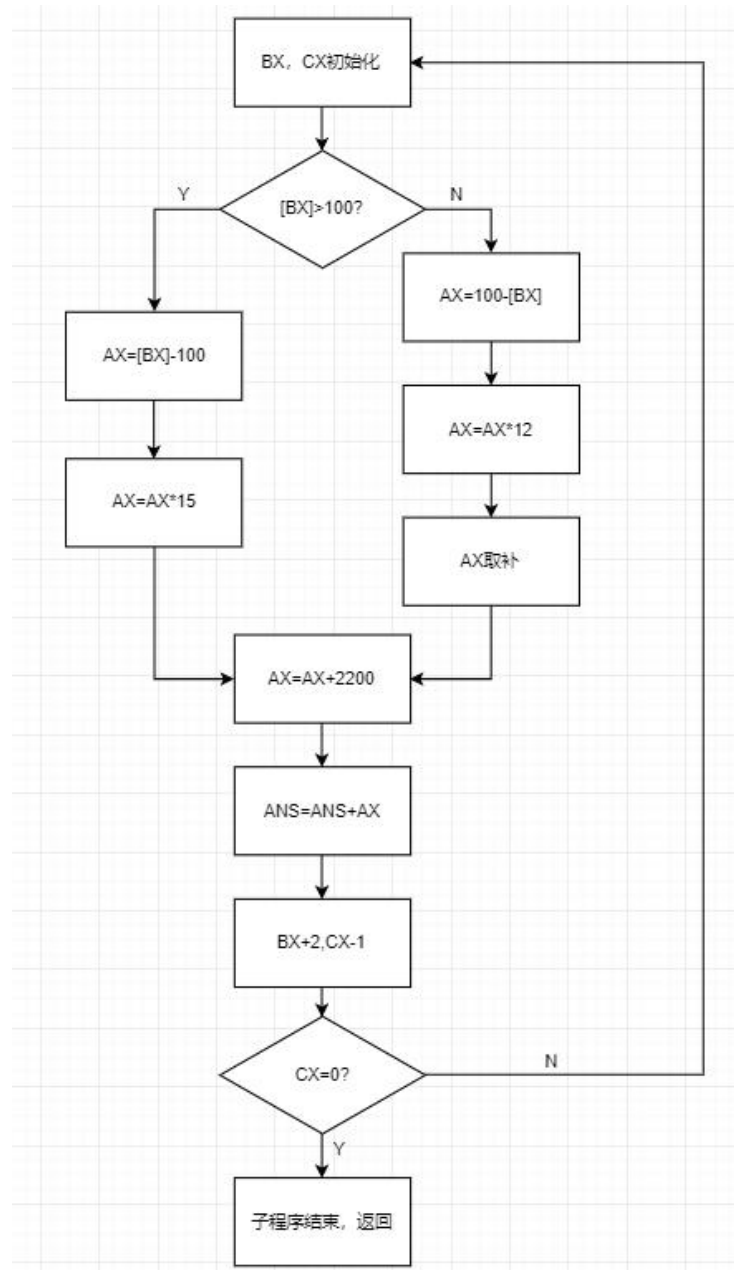 BX，CX初始化
[BX]>100?
Y
N
AX=100-[BX]
AX=[BX]-100
AX=AX*12
AX=AX*15
AX取补
AX=AX+2200
ANS=ANS+AX
BX+2,CX-1
CX=0?
N
Y
子程序结束，返回